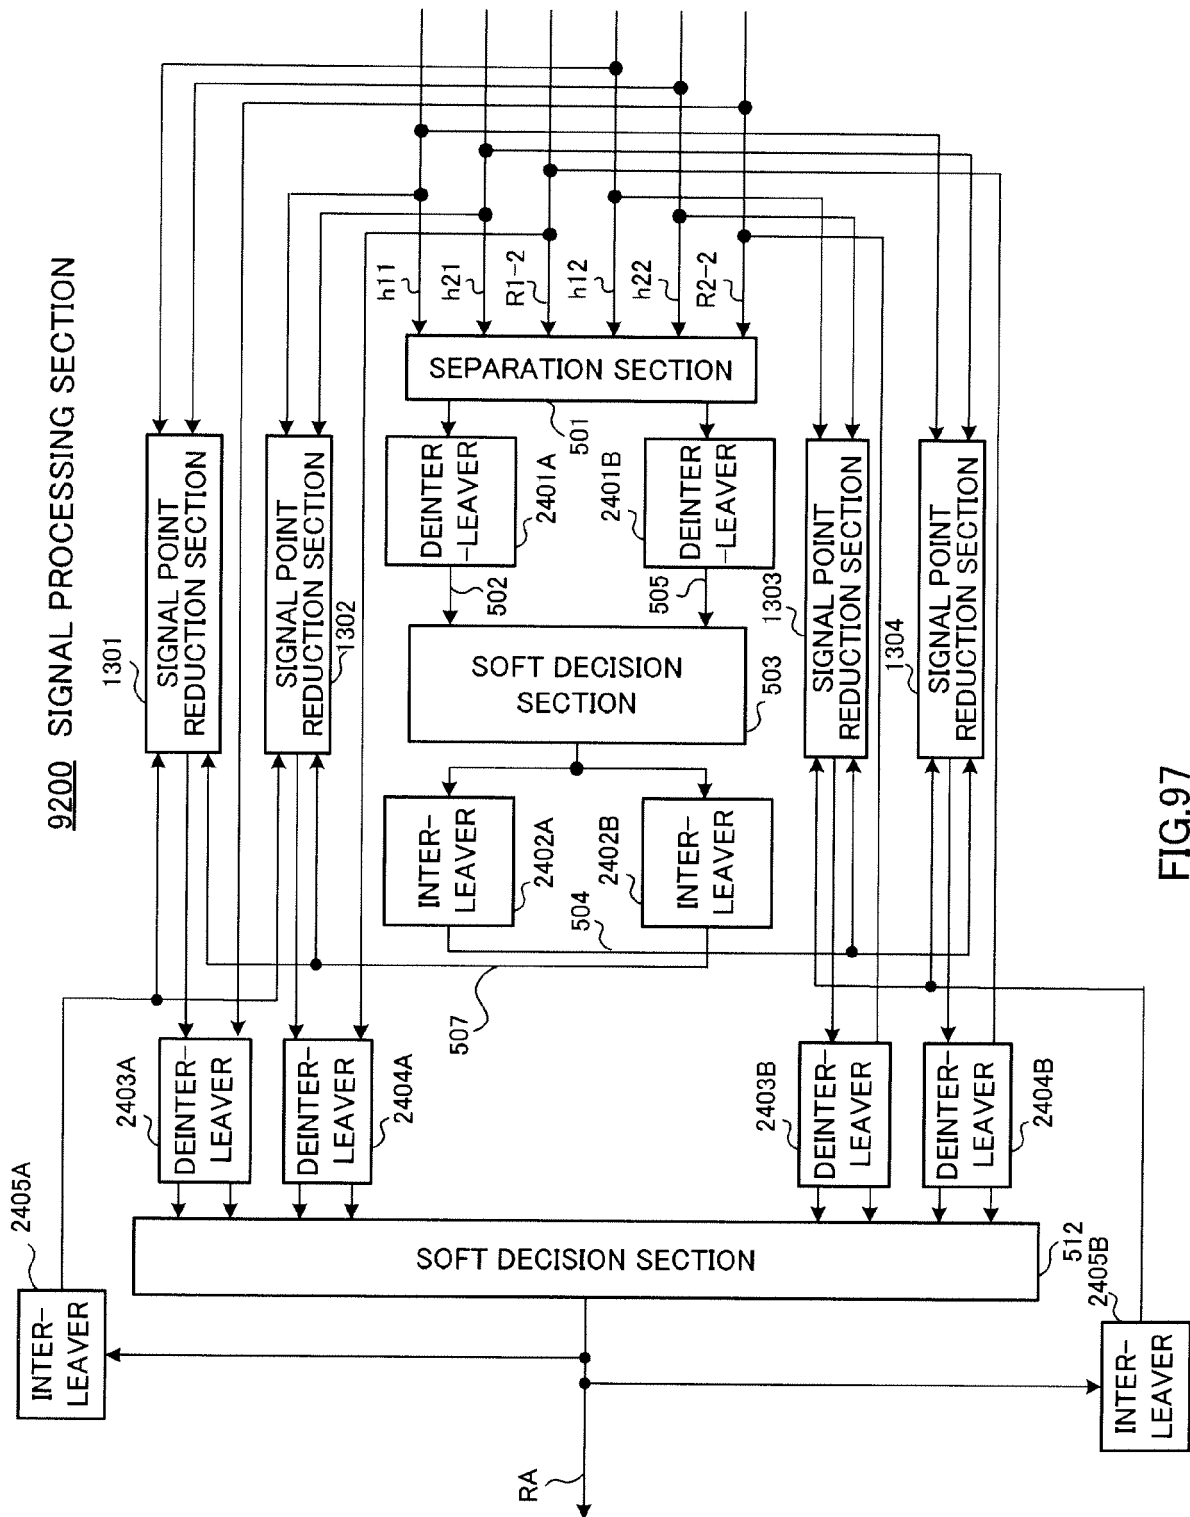 9200 SIGNAL PROCESSING SECTION
h11
h21
R1-2
h12
h22
R2-2
SEPARATION SECTION
501
1301
SIGNAL POINT
REDUCTION SECTION
SIGNAL POINT
REDUCTION SECTION
1302
DEINTER
-LEAVER
2401A
DEINTER
-LEAVER
2401B
502
505
1303
SIGNAL POINT
REDUCTION SECTION
1304
SIGNAL POINT
REDUCTION SECTION
SOFT DECISION
SECTION
503
INTER-
LEAVER
2402A
INTER-
LEAVER
2402B
504
507
2403A
DEINTER-
LEAVER
DEINTER-
LEAVER
2404A
2403B
DEINTER-
LEAVER
DEINTER-
LEAVER
2404B
SOFT DECISION SECTION
512
2405A
INTER-
LEAVER
2405B
INTER-
LEAVER
RA
FIG.97